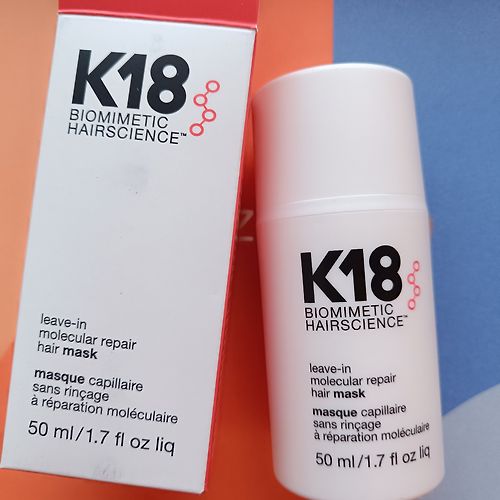 K18
BIOMIMETIC
HAIRSCIENCE™
leave-in
molecular repair
hair mask
masque capillaire
sans rinçage
à réparation moléculaire
50 ml/1.7 fl oz liq
K18
BIOMIMETIC
HAIRSCIENCE™
leave-in
molecular repair
hair mask
masque capillaire
sans rinçage
à réparation moléculaire
50 ml/1.7 fl oz liq